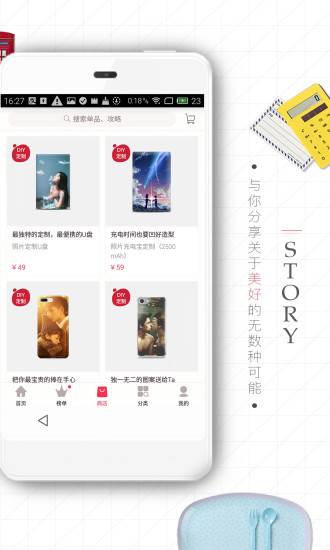 16:27
0.18%
23
搜索单品、攻略
DIY
定制
DIY
定制
最独特的定制，最便携的U盘
照片定制U盘
¥ 49
充电时间也要凹好造型
照片充电宝定制（2500
mAh）
¥ 59
DIY
定制
DIY
定制
把你最宝贵的捧在手心
独一无二的图案送给Ta
首页
榜单
商店
分类
我的
与你分享关于美好的无数种可能
STORY